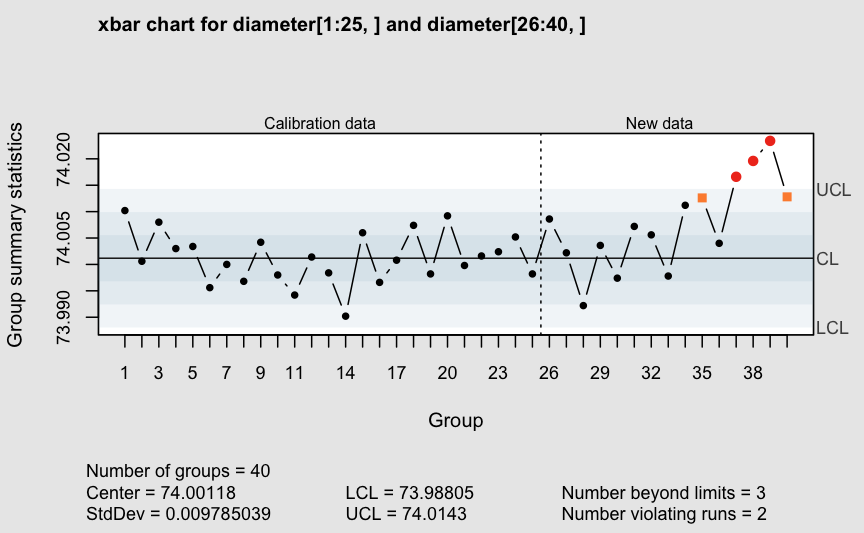 xbar chart for diameter[1:25, ] and diameter[26:40, ]
Calibration data
New data
Group summary statistics
74.020
74.005
73.990
UCL
CL
LCL
1 3 5 7 9 11 14 17 20 23 26 29 32 35 38
Group
Number of groups = 40
Center = 74.00118 LCL = 73.98805 Number beyond limits = 3
StdDev = 0.009785039 UCL = 74.0143 Number violating runs = 2